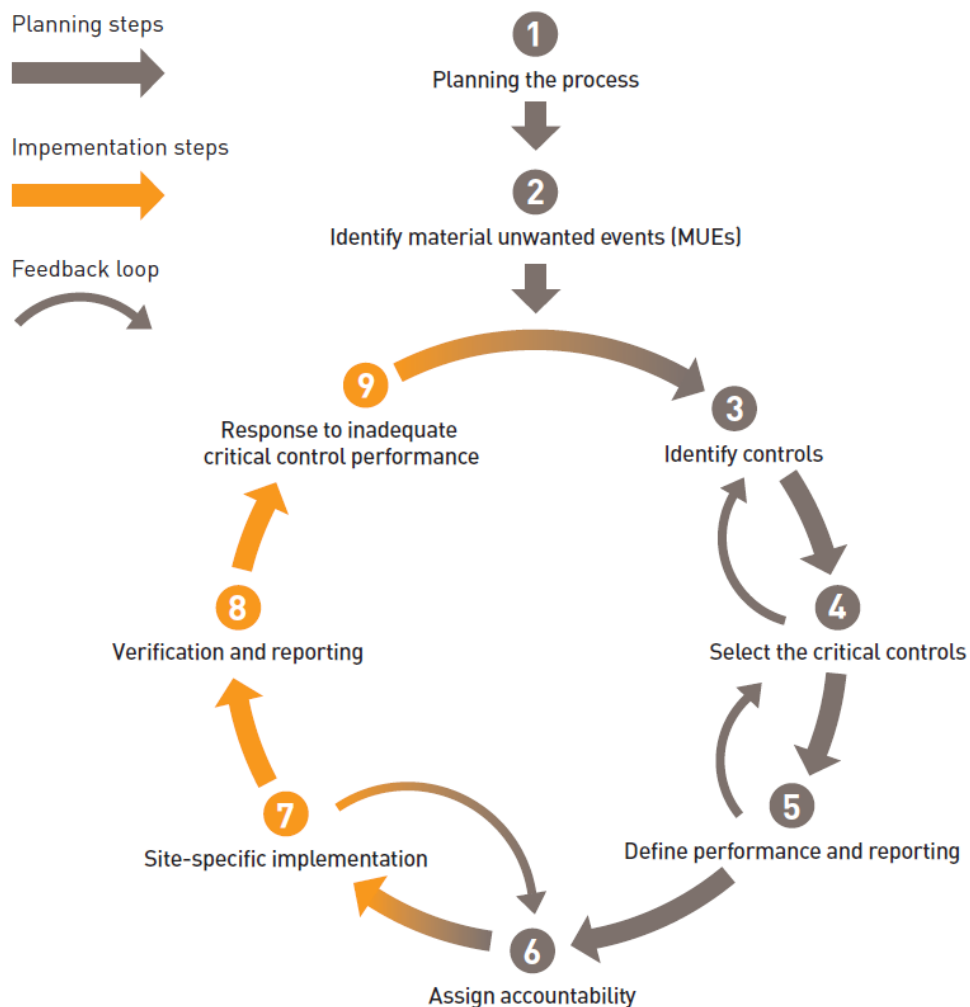 Planning steps
Impementation steps
Feedback loop
1
Planning the process
2
Identify material unwanted events (MUEs)
3
Identify controls
4
Select the critical controls
5
Define performance and reporting
6
Assign accountability
7
Site-specific implementation
8
Verification and reporting
9
Response to inadequate
critical control performance